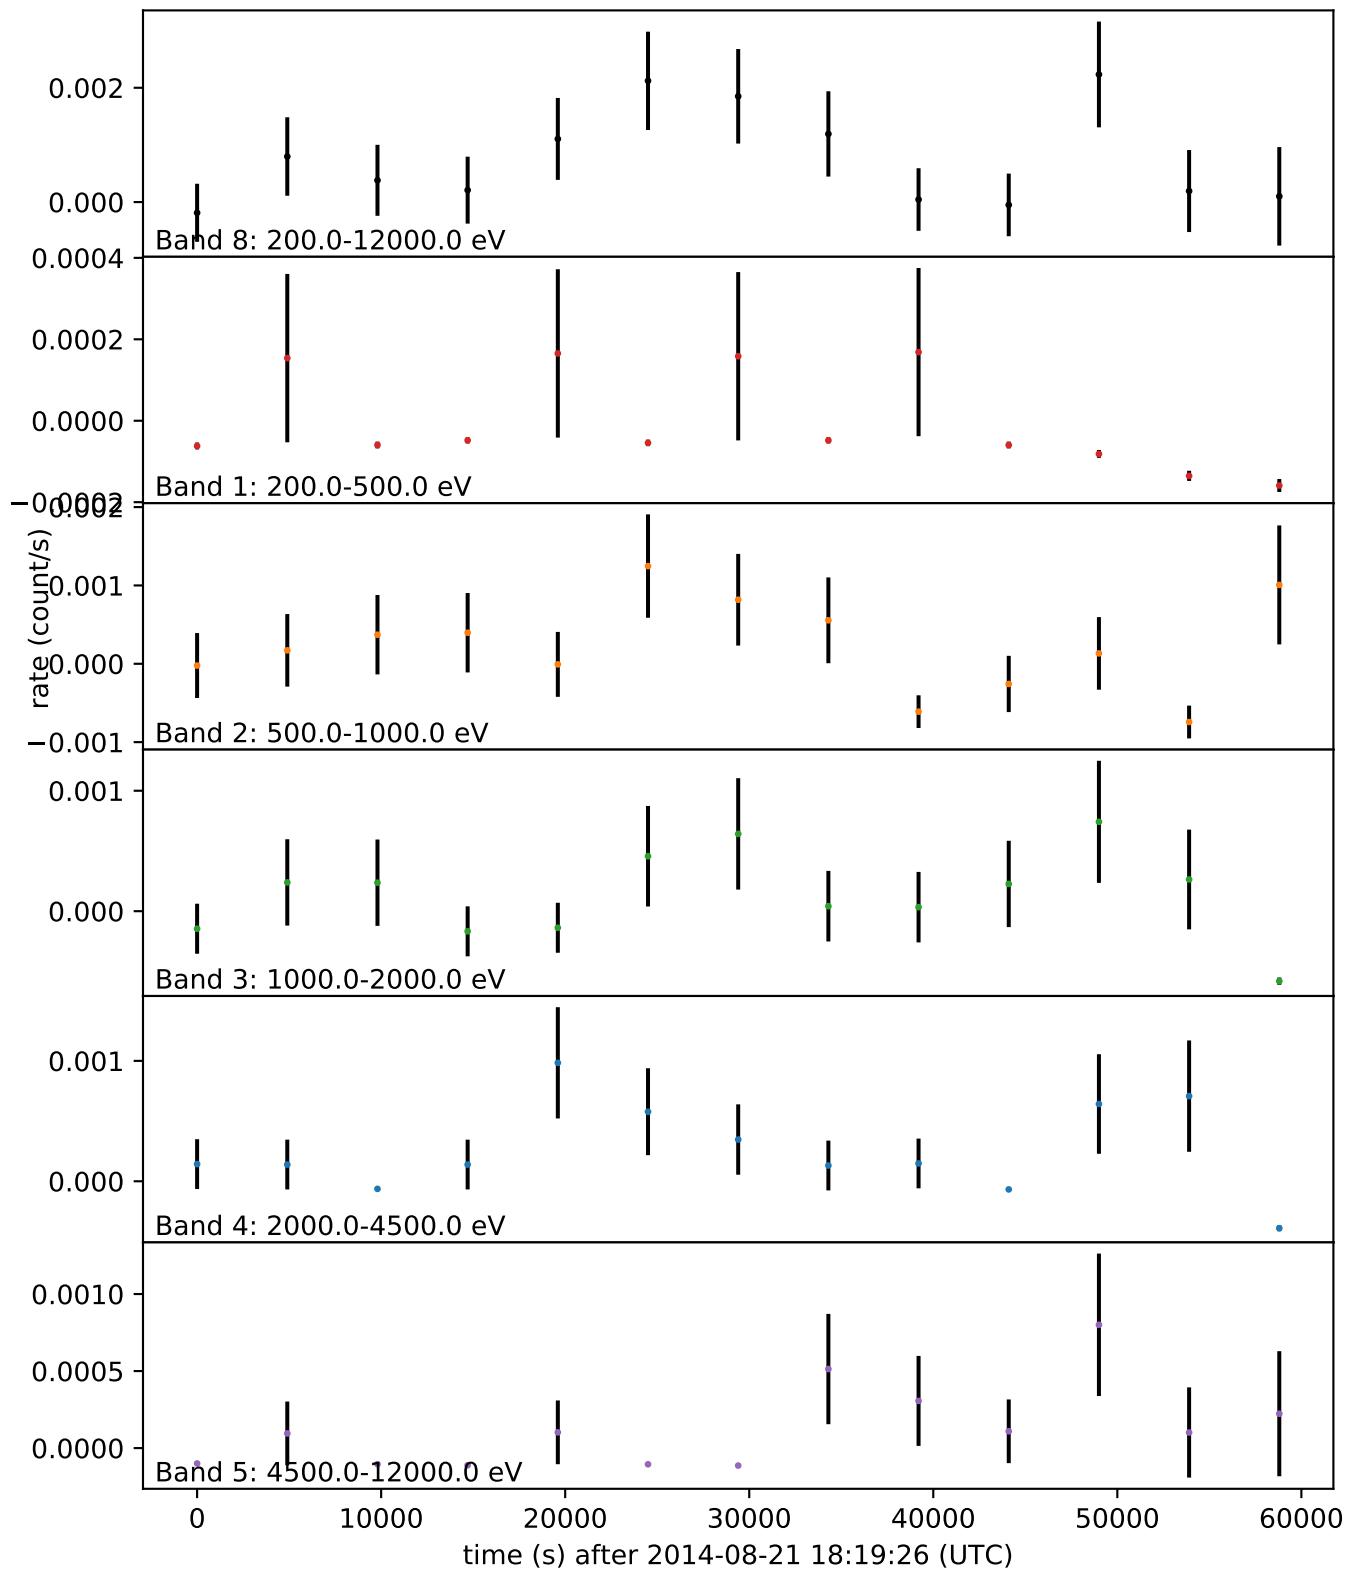 0.002
0.000
Band 8: 200.0-12000.0 eV
0.0004
0.0002
0.0000
−0.0002
Band 1: 200.0-500.0 eV
rate (count/s)
0.002
0.001
0.000
−0.001
Band 2: 500.0-1000.0 eV
0.001
0.000
Band 3: 1000.0-2000.0 eV
0.001
0.000
Band 4: 2000.0-4500.0 eV
0.0010
0.0005
0.0000
Band 5: 4500.0-12000.0 eV
0 10000 20000 30000 40000 50000 60000
time (s) after 2014-08-21 18:19:26 (UTC)